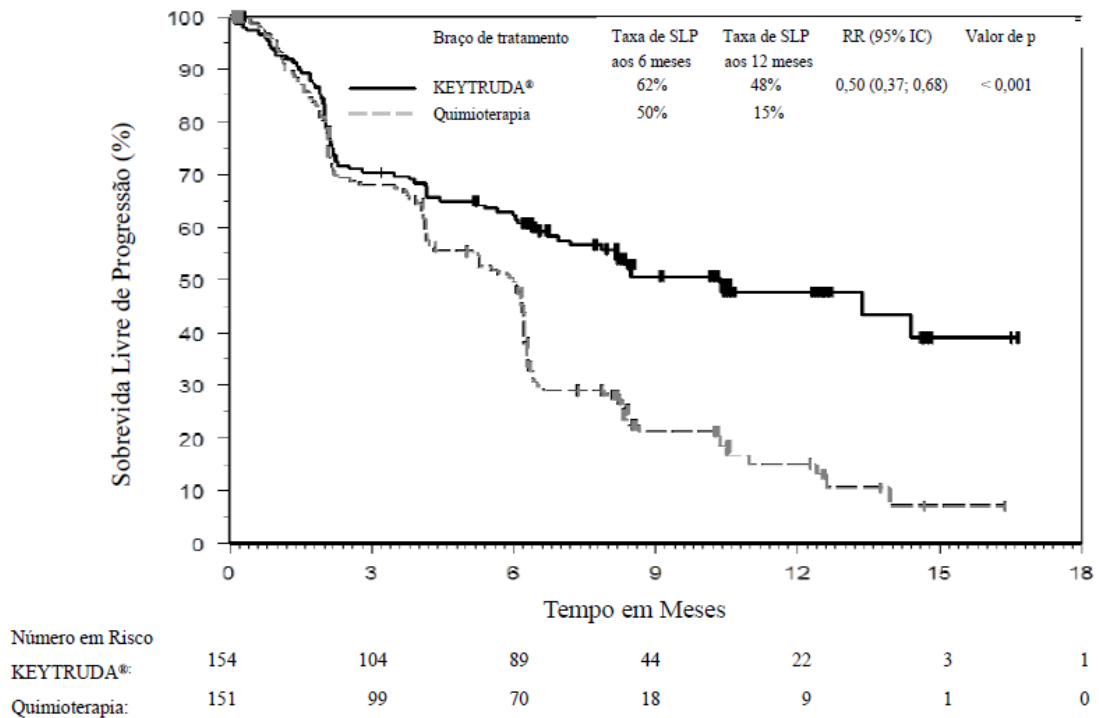 Braço de tratamento Taxa de SLP aos 6 meses Taxa de SLP aos 12 meses RR (95% IC) Valor de p
KEYTRUDA® 62% 48% 0,50 (0,37; 0,68) < 0,001
Quimioterapia 50% 15%
Sobrevida Livre de Progressão (%)
100
90
80
70
60
50
40
30
20
10
0
0 3 6 9 12 15 18
Tempo em Meses
Número em Risco
KEYTRUDA®: 154 104 89 44 22 3 1
Quimioterapia: 151 99 70 18 9 1 0